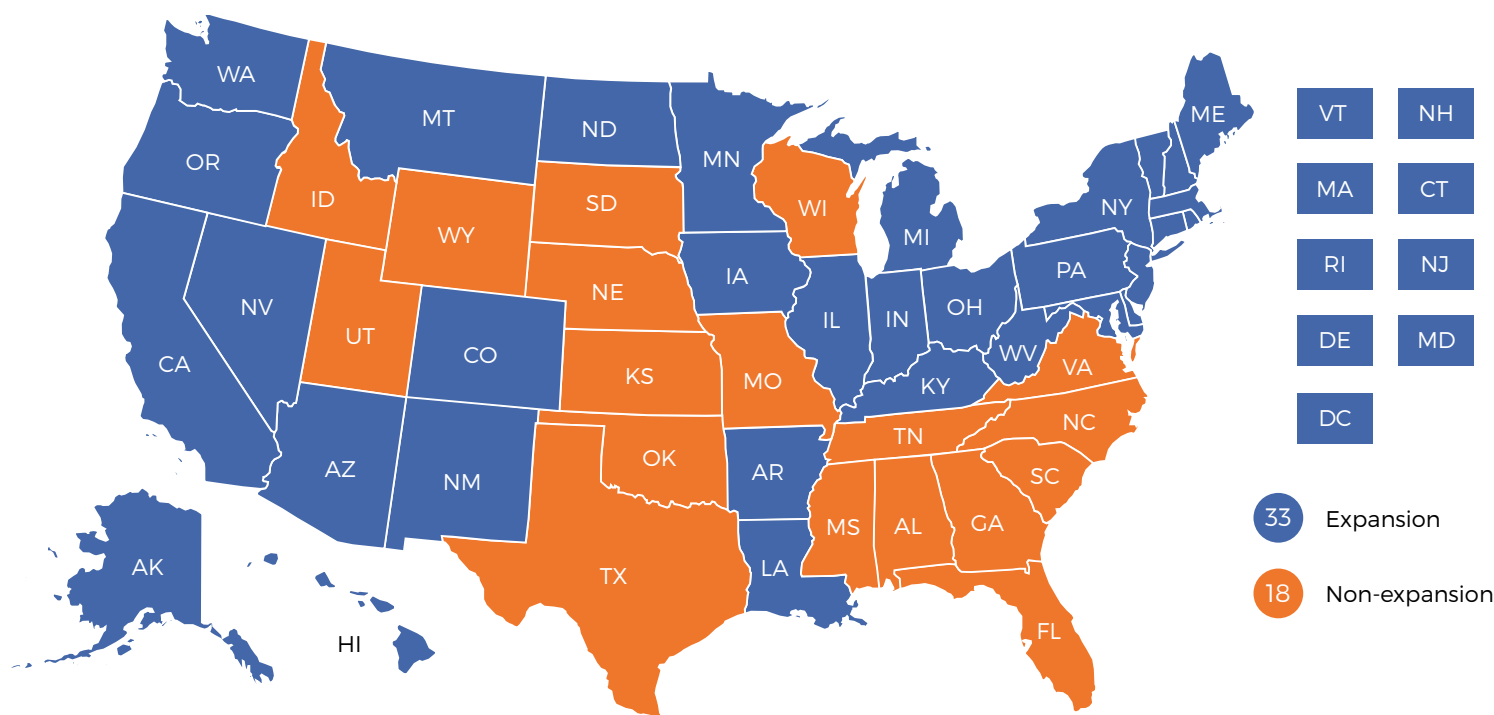 WA
MT
ND
MN
ME
VT
NH
OR
ID
SD
WI
NY
MA
CT
WY
MI
NV
NE
IA
PA
RI
NJ
UT
CO
IL
IN
OH
WV
DE
MD
CA
KS
MO
KY
VA
TN
NC
DC
AZ
NM
OK
AR
SC
MS
AL
GA
33 Expansion
AK
TX
LA
18 Non-expansion
HI
FL